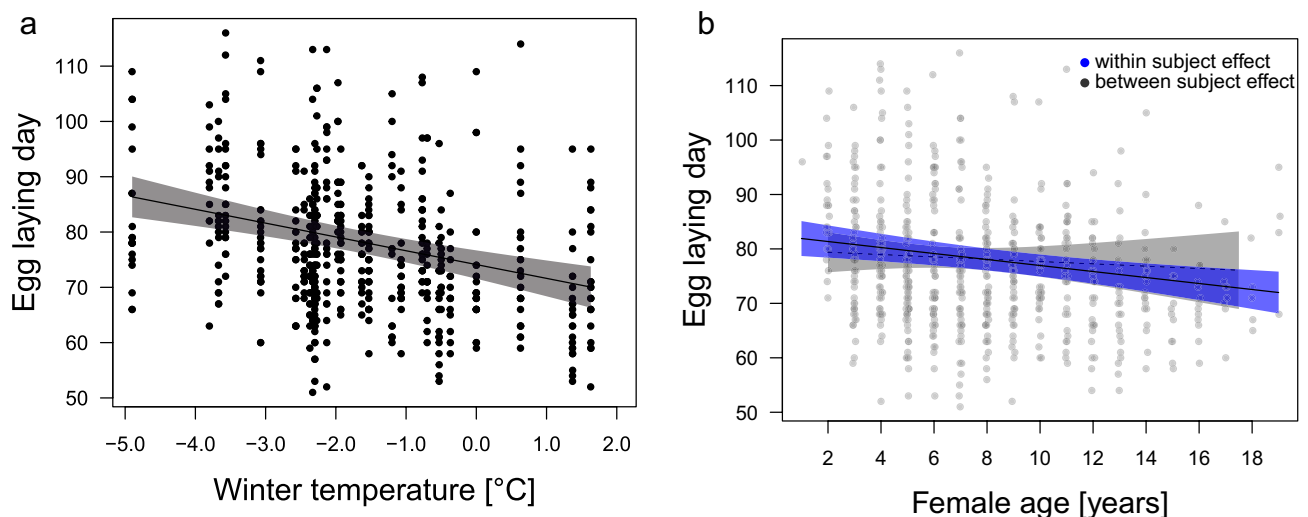 a
Egg laying day
110
100
90
80
70
60
50
−5.0 −4.0 −3.0 −2.0 −1.0 0.0 1.0 2.0
Winter temperature [°C]
b
Egg laying day
within subject effect
between subject effect
110
100
90
80
70
60
50
2 4 6 8 10 12 14 16 18
Female age [years]